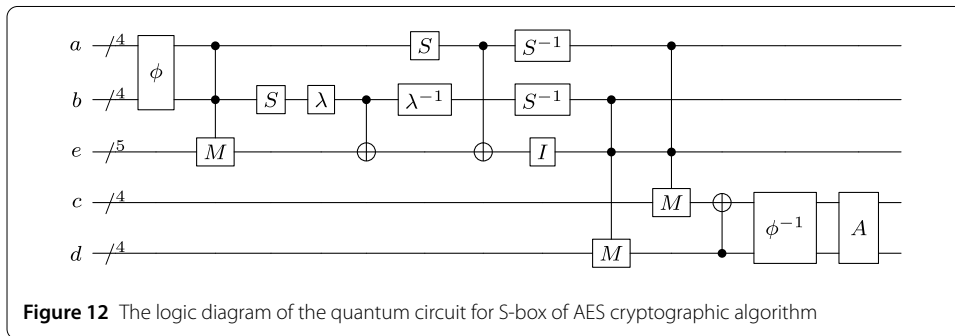 a /4 φ S S⁻¹
b /4 S λ λ⁻¹ S⁻¹
e /5 M I
c /4 M φ⁻¹ A
d /4 M
Figure 12 The logic diagram of the quantum circuit for S-box of AES cryptographic algorithm